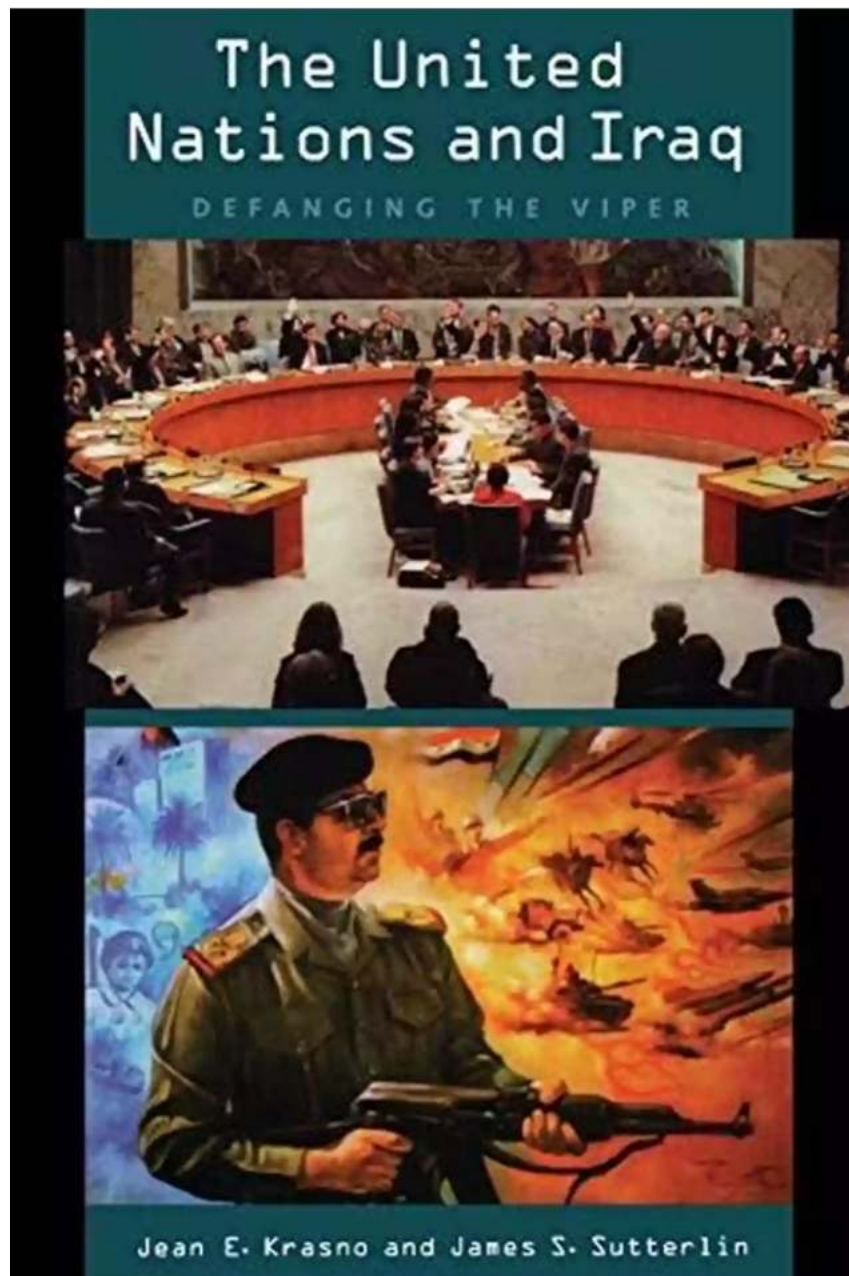 The United
Nations and Iraq
DEFANGING THE VIPER
Jean E. Krasno and James S. Sutterlin